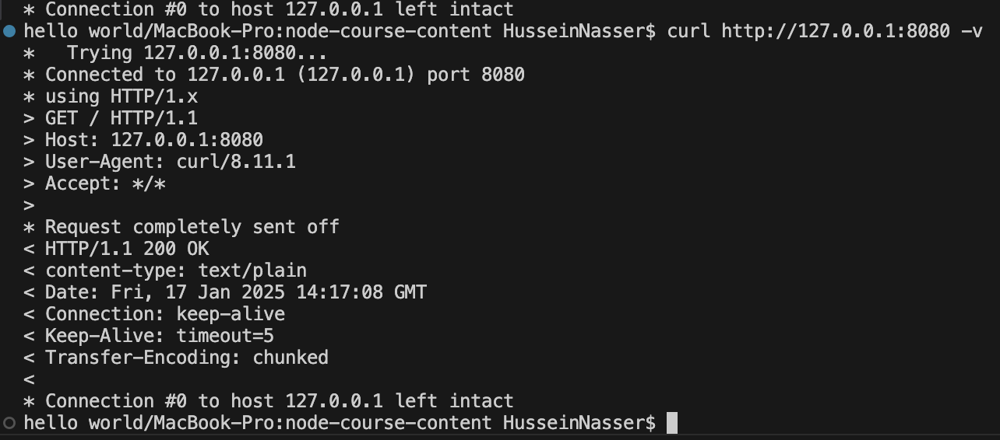 * Connection #0 to host 127.0.0.1 left intact
hello world/MacBook-Pro:node-course-content HusseinNasser$ curl http://127.0.0.1:8080 -v
*   Trying 127.0.0.1:8080...
* Connected to 127.0.0.1 (127.0.0.1) port 8080
* using HTTP/1.x
> GET / HTTP/1.1
> Host: 127.0.0.1:8080
> User-Agent: curl/8.11.1
> Accept: */*
>
* Request completely sent off
< HTTP/1.1 200 OK
< content-type: text/plain
< Date: Fri, 17 Jan 2025 14:17:08 GMT
< Connection: keep-alive
< Keep-Alive: timeout=5
< Transfer-Encoding: chunked
<
* Connection #0 to host 127.0.0.1 left intact
hello world/MacBook-Pro:node-course-content HusseinNasser$